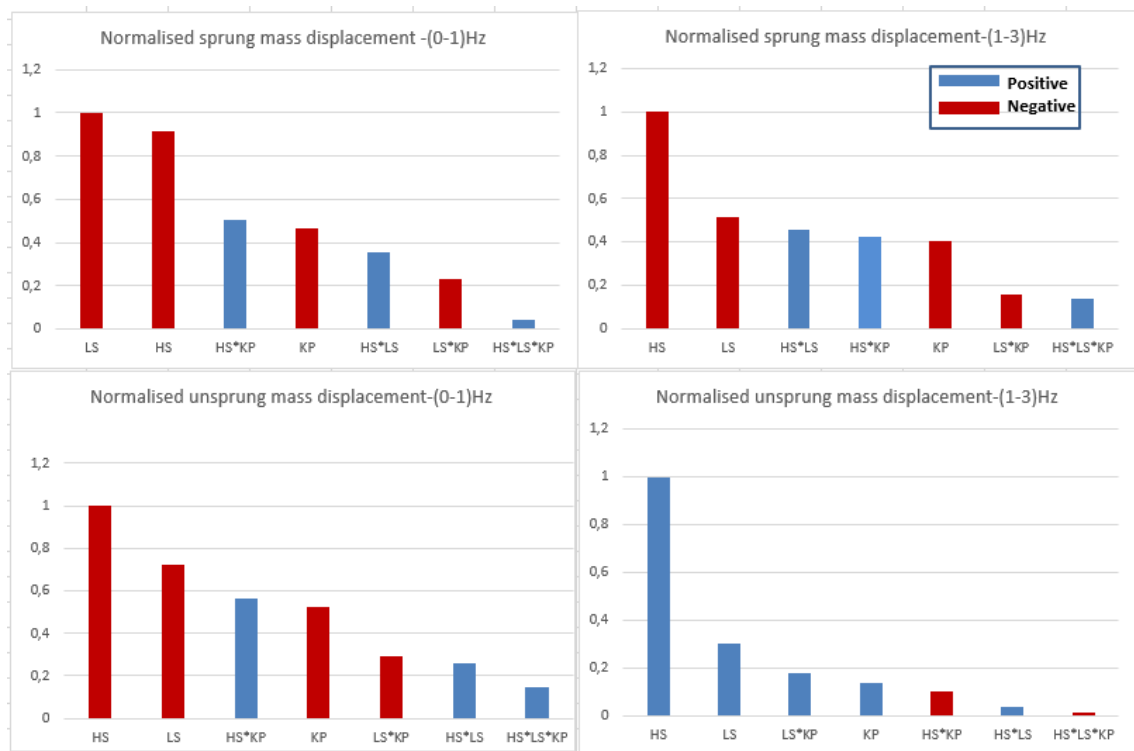 Normalised sprung mass displacement -(0-1)Hz
1,2
1
0,8
0,6
0,4
0,2
0
LS HS HS*KP KP HS*LS LS*KP HS*LS*KP
Normalised sprung mass displacement-(1-3)Hz
Positive
Negative
1,2
1
0,8
0,6
0,4
0,2
0
HS LS HS*LS HS*KP KP LS*KP HS*LS*KP
Normalised unsprung mass displacement-(0-1)Hz
1,2
1
0,8
0,6
0,4
0,2
0
HS LS HS*KP KP LS*KP HS*LS HS*LS*KP
Normalised unsprung mass displacement-(1-3)Hz
1,2
1
0,8
0,6
0,4
0,2
0
HS LS LS*KP KP HS*KP HS*LS HS*LS*KP